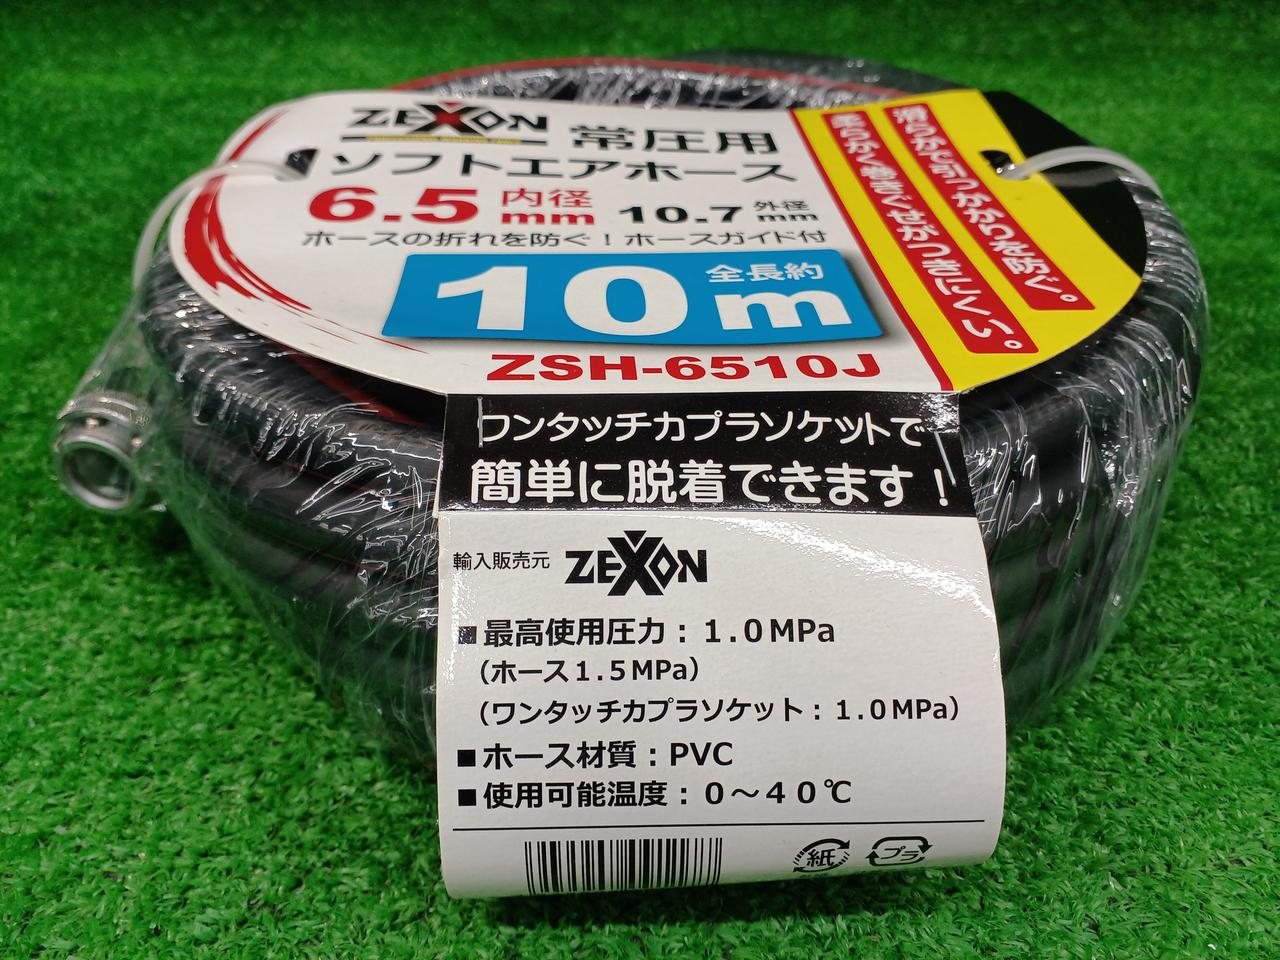 ZEXON
常圧用
ソフトエアホース
6.5内径mm 10.7外径mm
ホースの折れを防ぐ！ホースガイド付
全長約
10m
ZSH-6510J
滑らかで引っかかりを防ぐ。
柔らかく巻きぐせがつきにくい。
ワンタッチカプラソケットで
簡単に脱着できます！
輸入販売元 ZEXON
■最高使用圧力：1.0MPa
（ホース1.5MPa）
（ワンタッチカプラソケット：1.0MPa）
■ホース材質：PVC
■使用可能温度：0～40℃
紙 プラ